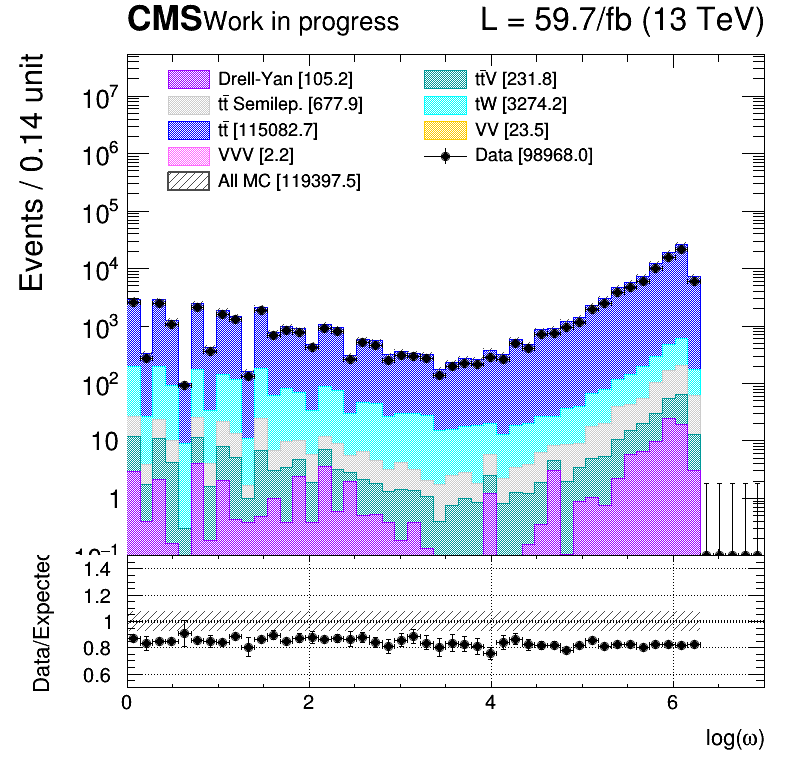 CMS Work in progress L = 59.7/fb (13 TeV)
Events / 0.14 unit
Drell-Yan [105.2]
tt̄ Semilep. [677.9]
tt̄ [115082.7]
VVV [2.2]
All MC [119397.5]
tt̄V [231.8]
tW [3274.2]
VV [23.5]
Data [98968.0]
10⁷
10⁶
10⁵
10⁴
10³
10²
10
1
10⁻¹
Data/Expected
1.4
1.2
1
0.8
0.6
0 2 4 6
log(ω)